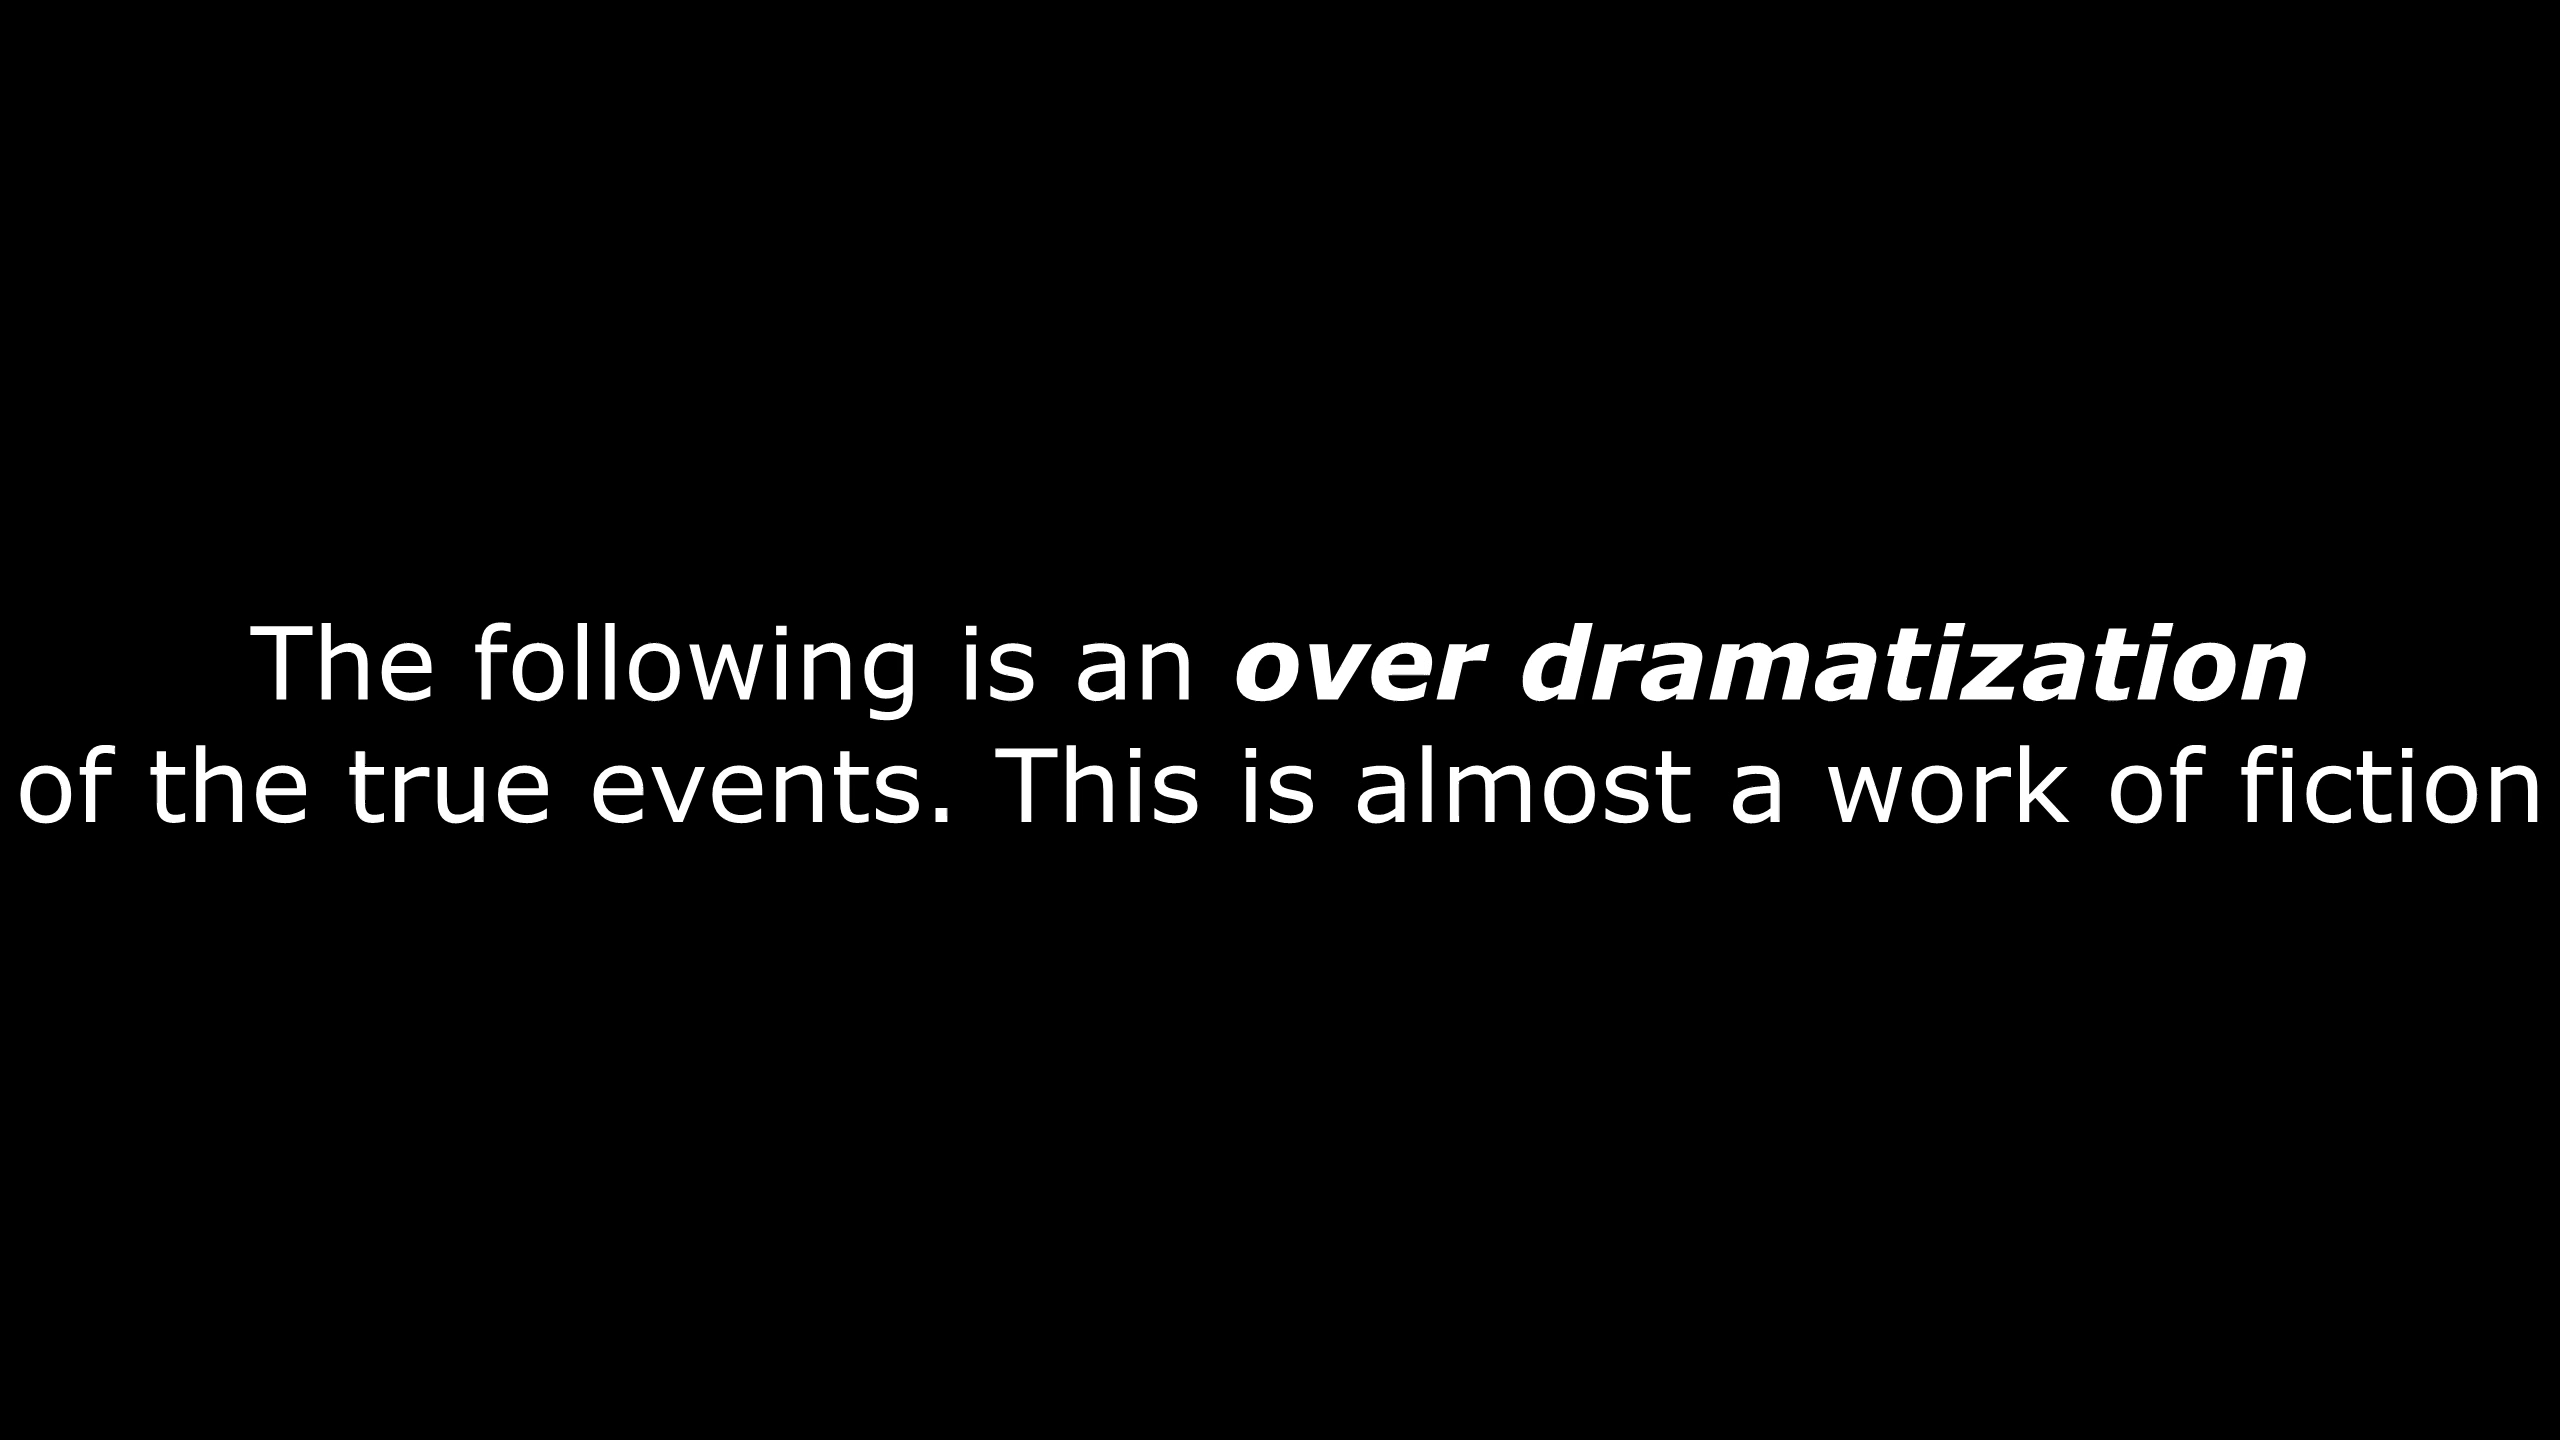 The following is an over dramatization
of the true events. This is almost a work of fiction